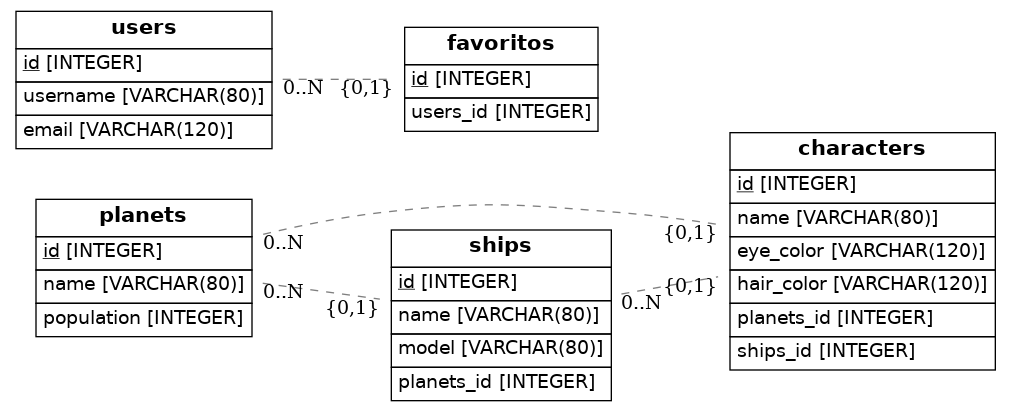 users
id [INTEGER]
username [VARCHAR(80)]
email [VARCHAR(120)]
0..N
{0,1}
favoritos
id [INTEGER]
users_id [INTEGER]
planets
id [INTEGER]
name [VARCHAR(80)]
population [INTEGER]
0..N
{0,1}
0..N
{0,1}
ships
id [INTEGER]
name [VARCHAR(80)]
model [VARCHAR(80)]
planets_id [INTEGER]
0..N
{0,1}
characters
id [INTEGER]
name [VARCHAR(80)]
eye_color [VARCHAR(120)]
hair_color [VARCHAR(120)]
planets_id [INTEGER]
ships_id [INTEGER]